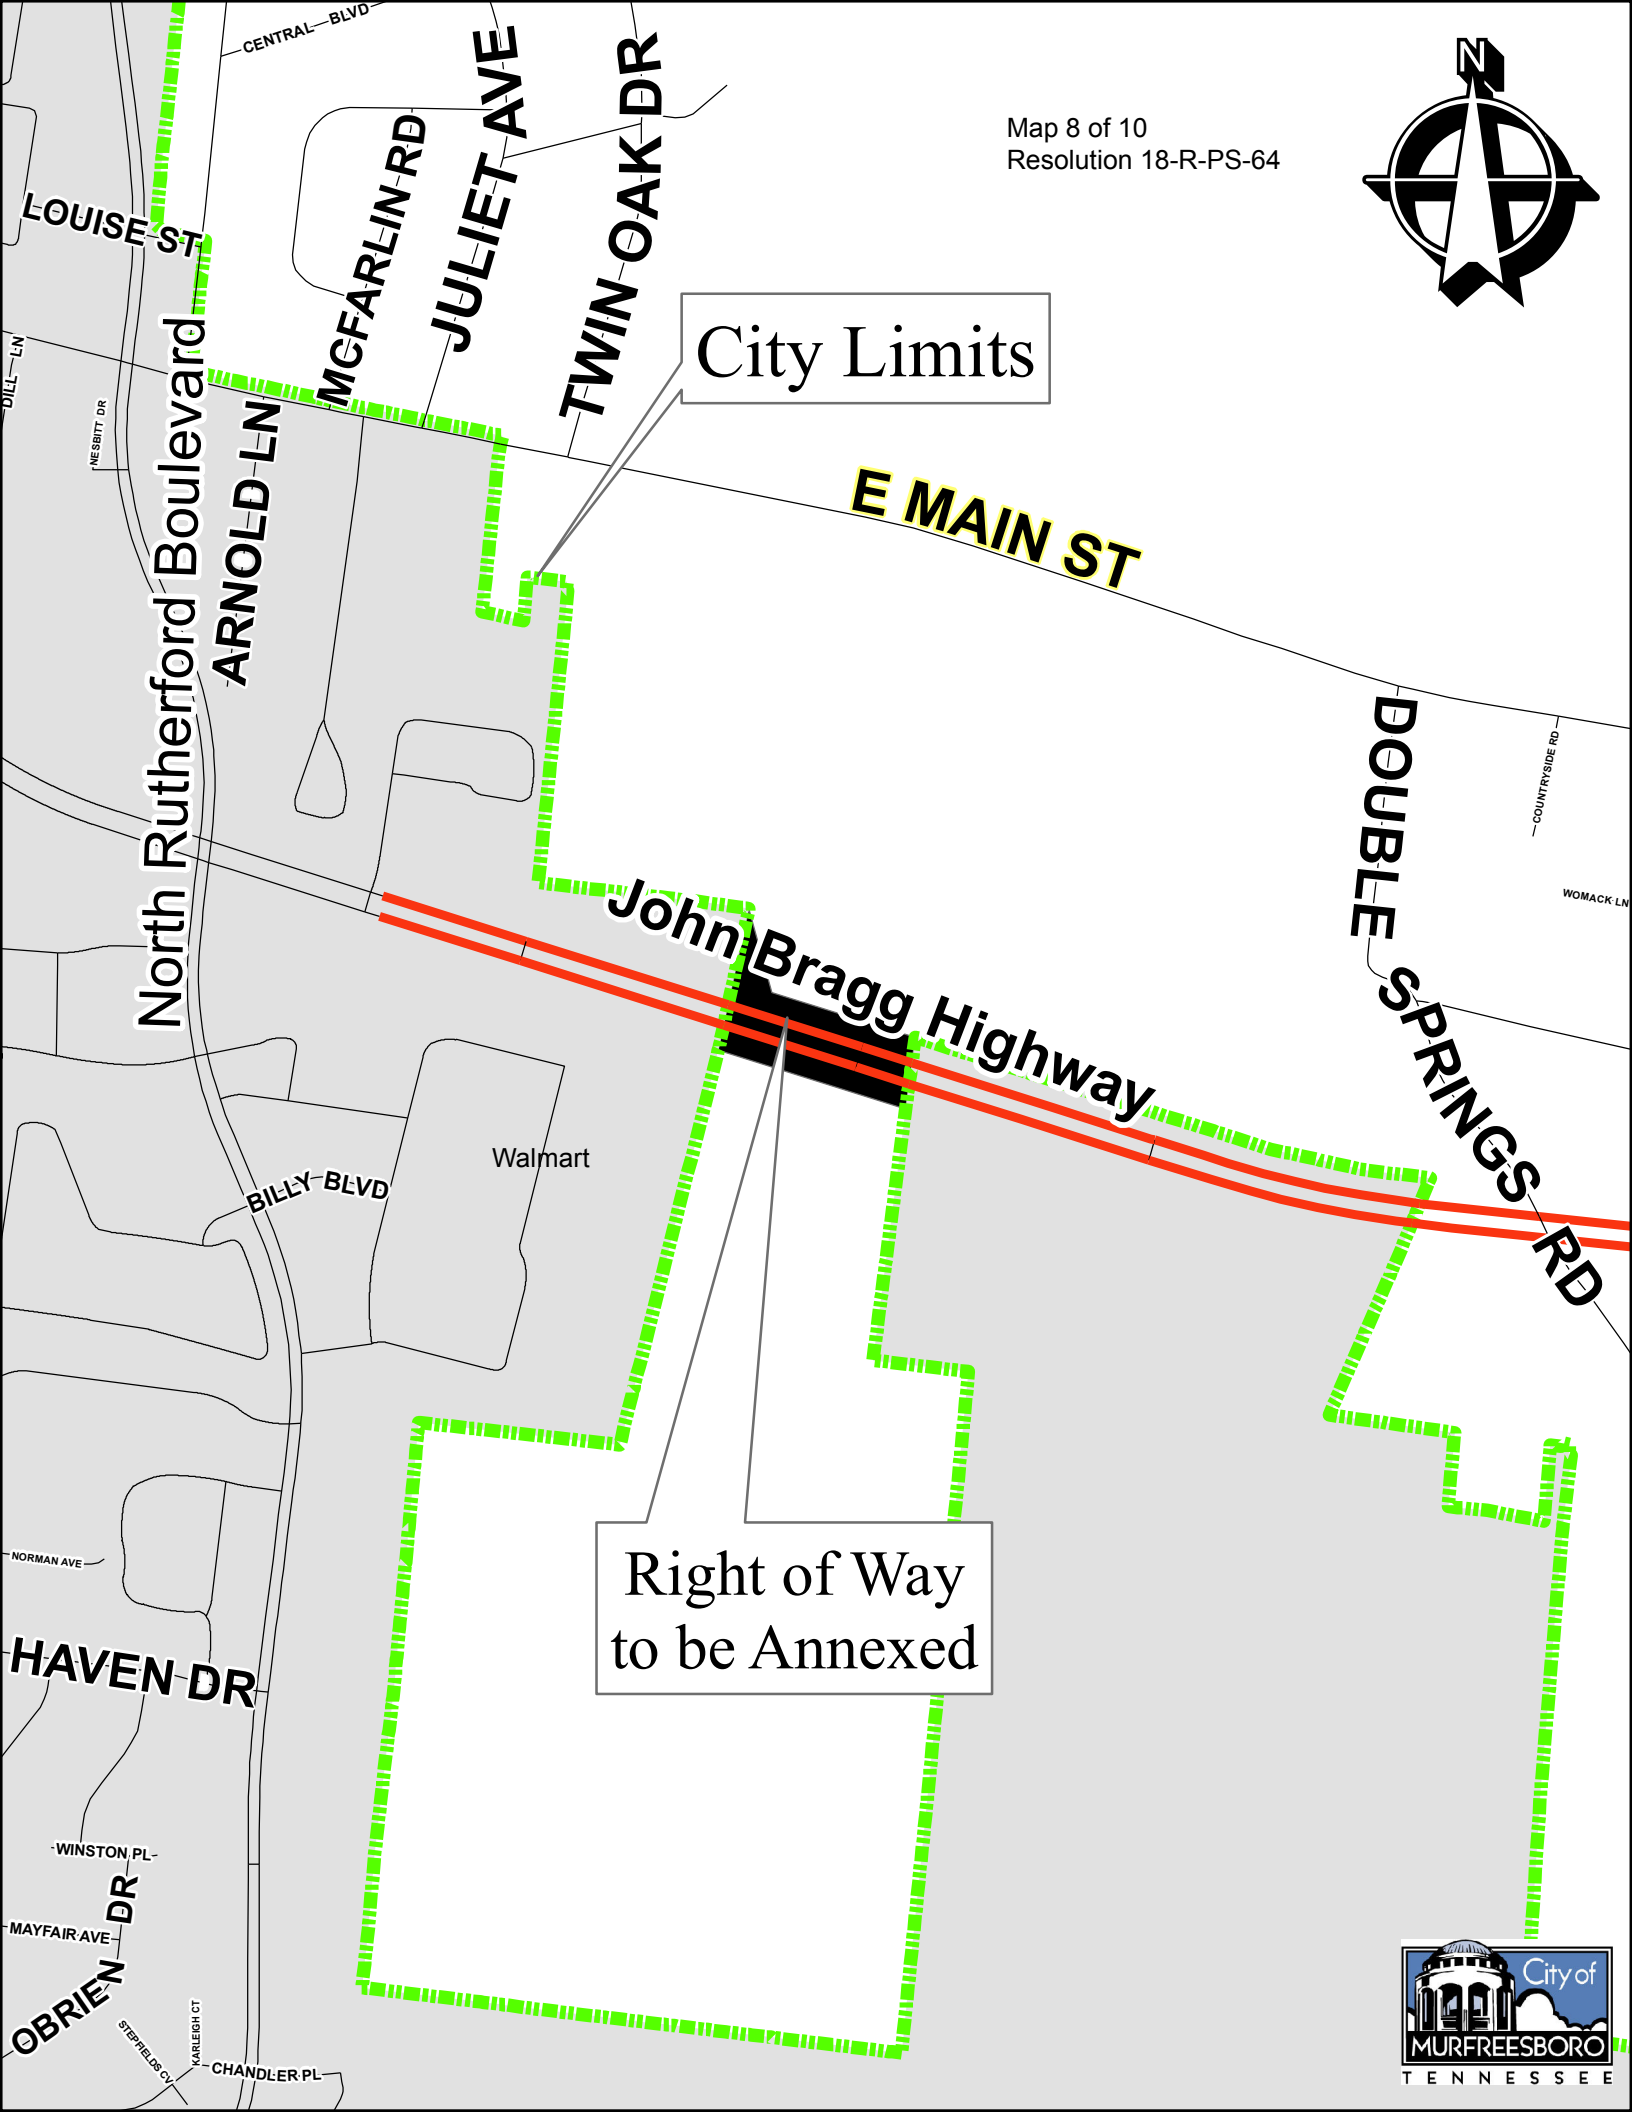 CENTRAL BLVD
N
Map 8 of 10
Resolution 18-R-PS-64
LOUISE ST
MCFARLIN RD
JULIET AVE
TWIN OAK DR
City Limits
DILL LN
NESBITT DR
North Rutherford Boulevard
ARNOLD LN
E MAIN ST
DOUBLE SPRINGS RD
COUNTRYSIDE RD
WOMACK LN
John Bragg Highway
Walmart
BILLY BLVD
Right of Way
to be Annexed
NORMAN AVE
HAVEN DR
WINSTON PL
MAYFAIR AVE
OBRIEN DR
STEPFIELDS CV
KARLEIGH CT
CHANDLER PL
City of
MURFREESBORO
TENNESSEE